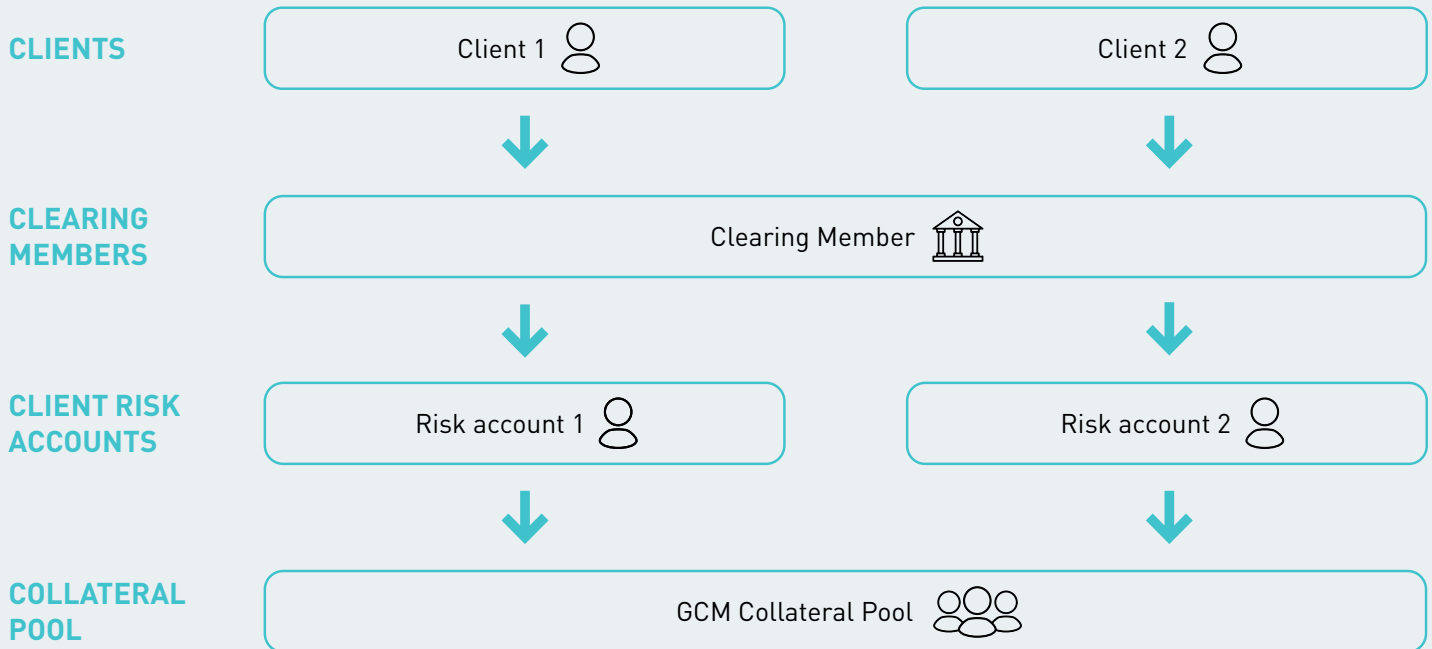 CLIENTS
Client 1
Client 2
CLEARING
MEMBERS
Clearing Member
CLIENT RISK
ACCOUNTS
Risk account 1
Risk account 2
COLLATERAL
POOL
GCM Collateral Pool